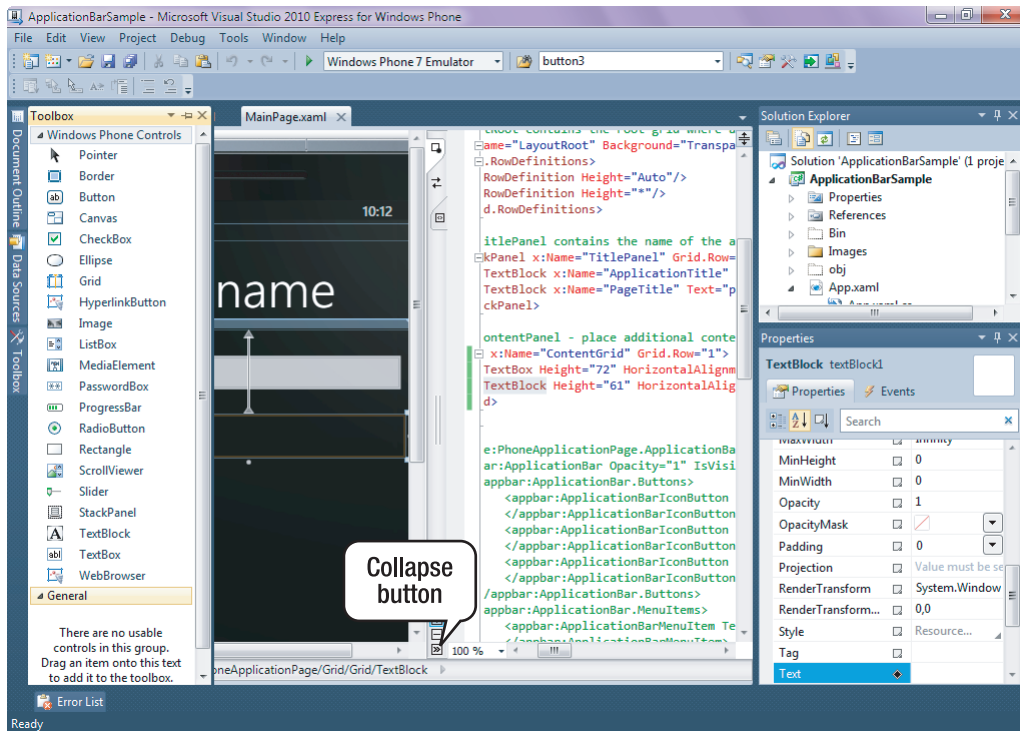 ApplicationBarSample - Microsoft Visual Studio 2010 Express for Windows Phone
File Edit View Project Debug Tools Window Help
Windows Phone 7 Emulator
button3
Document Outline
Data Sources
Toolbox
Toolbox
Windows Phone Controls
Pointer
Border
Button
Canvas
CheckBox
Ellipse
Grid
HyperlinkButton
Image
ListBox
MediaElement
PasswordBox
ProgressBar
RadioButton
Rectangle
ScrollViewer
Slider
StackPanel
TextBlock
TextBox
WebBrowser
General
There are no usable
controls in this group.
Drag an item onto this text
to add it to the toolbox.
MainPage.xaml
10:12
name
Collapse
button
ame="LayoutRoot" Background="Transpa
.RowDefinitions>
RowDefinition Height="Auto"/>
RowDefinition Height="*"/>
d.RowDefinitions>
itlePanel contains the name of the a
kPanel x:Name="TitlePanel" Grid.Row=
TextBlock x:Name="ApplicationTitle"
TextBlock x:Name="PageTitle" Text="p
ckPanel>
ontentPanel - place additional conte
x:Name="ContentGrid" Grid.Row="1">
TextBox Height="72" HorizontalAlignm
TextBlock Height="61" HorizontalAlig
d>
e:PhoneApplicationPage.ApplicationBa
ar:ApplicationBar Opacity="1" IsVisi
appbar:ApplicationBar.Buttons>
<appbar:ApplicationBarIconButton
</appbar:ApplicationBarIconButton
<appbar:ApplicationBarIconButton
</appbar:ApplicationBarIconButton
<appbar:ApplicationBarIconButton
</appbar:ApplicationBarIconButton
/appbar:ApplicationBar.Buttons>
appbar:ApplicationBar.MenuItems>
<appbar:ApplicationBarMenuItem Te
</appbar:ApplicationBarMenuItem>
100 %
oneApplicationPage/Grid/Grid/TextBlock
Solution Explorer
Solution 'ApplicationBarSample' (1 proje
ApplicationBarSample
Properties
References
Bin
Images
obj
App.xaml
Properties
TextBlock textBlock1
Properties Events
Search
MaxWidth Infinity
MinHeight 0
MinWidth 0
Opacity 1
OpacityMask
Padding 0
Projection Value must be se
RenderTransform System.Window
RenderTransform... 0,0
Style Resource...
Tag
Text
Error List
Ready